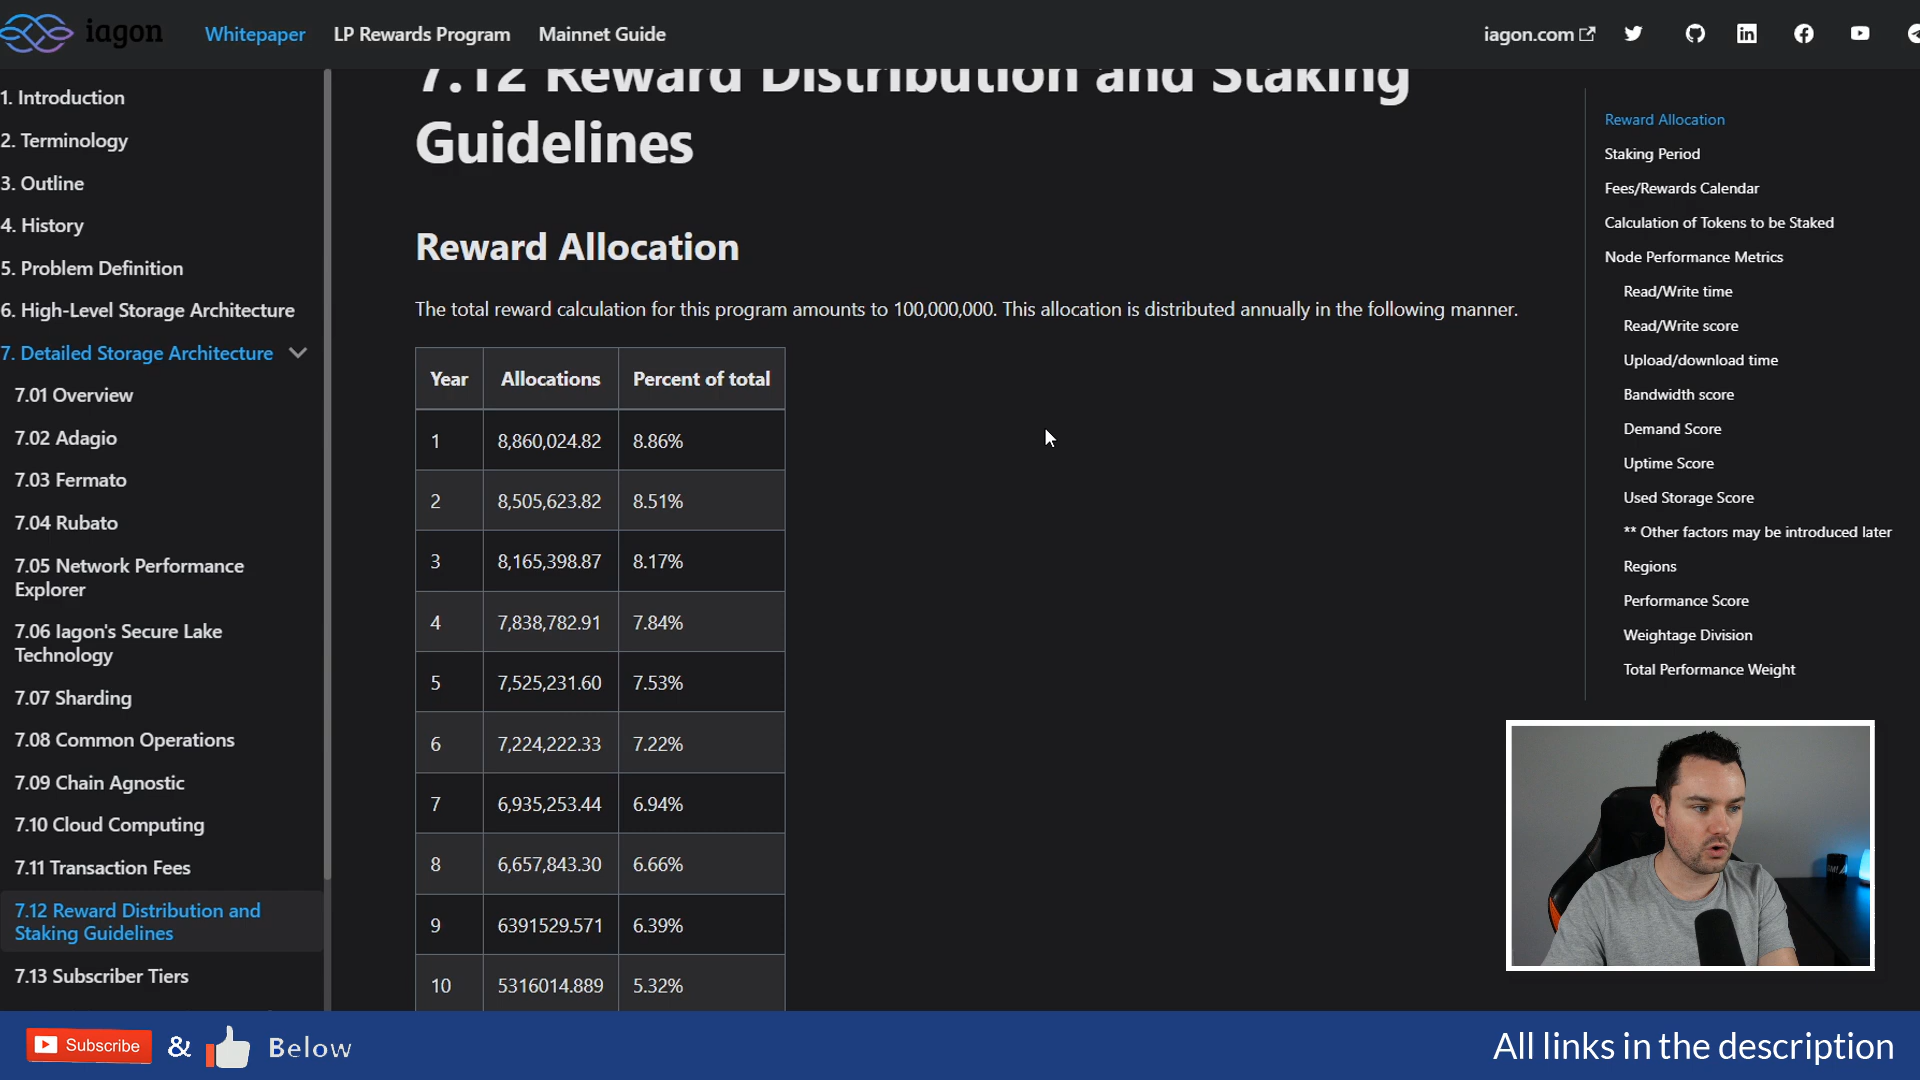 iagon
Whitepaper
LP Rewards Program
Mainnet Guide
iagon.com
1. Introduction
2. Terminology
3. Outline
4. History
5. Problem Definition
6. High-Level Storage Architecture
7. Detailed Storage Architecture
7.01 Overview
7.02 Adagio
7.03 Fermato
7.04 Rubato
7.05 Network Performance
Explorer
7.06 Iagon's Secure Lake
Technology
7.07 Sharding
7.08 Common Operations
7.09 Chain Agnostic
7.10 Cloud Computing
7.11 Transaction Fees
7.12 Reward Distribution and
Staking Guidelines
7.13 Subscriber Tiers
7.12 Reward Distribution and Staking
Guidelines
Reward Allocation
The total reward calculation for this program amounts to 100,000,000. This allocation is distributed annually in the following manner.
Year Allocations Percent of total
1 8,860,024.82 8.86%
2 8,505,623.82 8.51%
3 8,165,398.87 8.17%
4 7,838,782.91 7.84%
5 7,525,231.60 7.53%
6 7,224,222.33 7.22%
7 6,935,253.44 6.94%
8 6,657,843.30 6.66%
9 6391529.571 6.39%
10 5316014.889 5.32%
Reward Allocation
Staking Period
Fees/Rewards Calendar
Calculation of Tokens to be Staked
Node Performance Metrics
Read/Write time
Read/Write score
Upload/download time
Bandwidth score
Demand Score
Uptime Score
Used Storage Score
** Other factors may be introduced later
Regions
Performance Score
Weightage Division
Total Performance Weight
Subscribe & Below
All links in the description